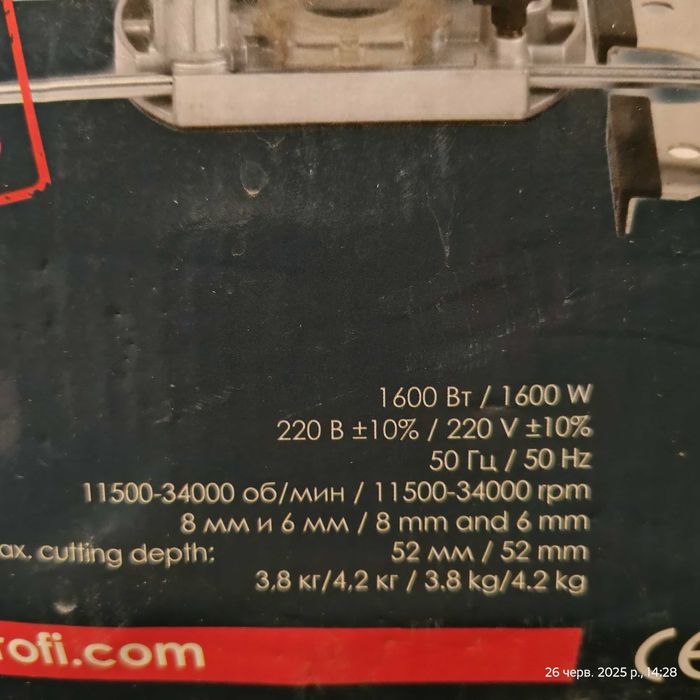 1600 Вт / 1600 W
220 В ±10% / 220 V ±10%
50 Гц / 50 Hz
11500-34000 об/мин / 11500-34000 rpm
8 мм и 6 мм / 8 mm and 6 mm
cutting depth: 52 мм / 52 mm
3,8 кг/4,2 кг / 3.8 kg/4.2 kg
rofi.com
CE
26 черв. 2025 р., 14:28